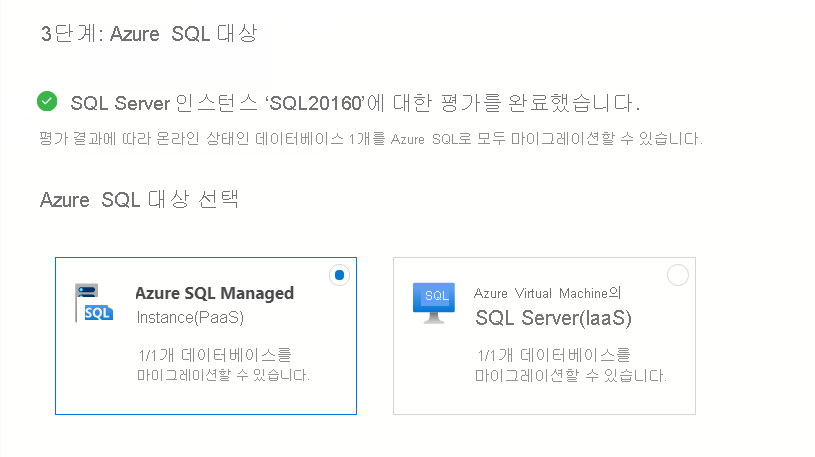 3단계: Azure SQL 대상
SQL Server 인스턴스 ‘SQL20160’에 대한 평가를 완료했습니다.
평가 결과에 따라 온라인 상태인 데이터베이스 1개를 Azure SQL로 모두 마이그레이션할 수 있습니다.
Azure SQL 대상 선택
SQL
Azure SQL Managed
Instance(PaaS)
1/1개 데이터베이스를
마이그레이션할 수 있습니다.
SQL
Azure Virtual Machine의
SQL Server(IaaS)
1/1개 데이터베이스를
마이그레이션할 수 있습니다.